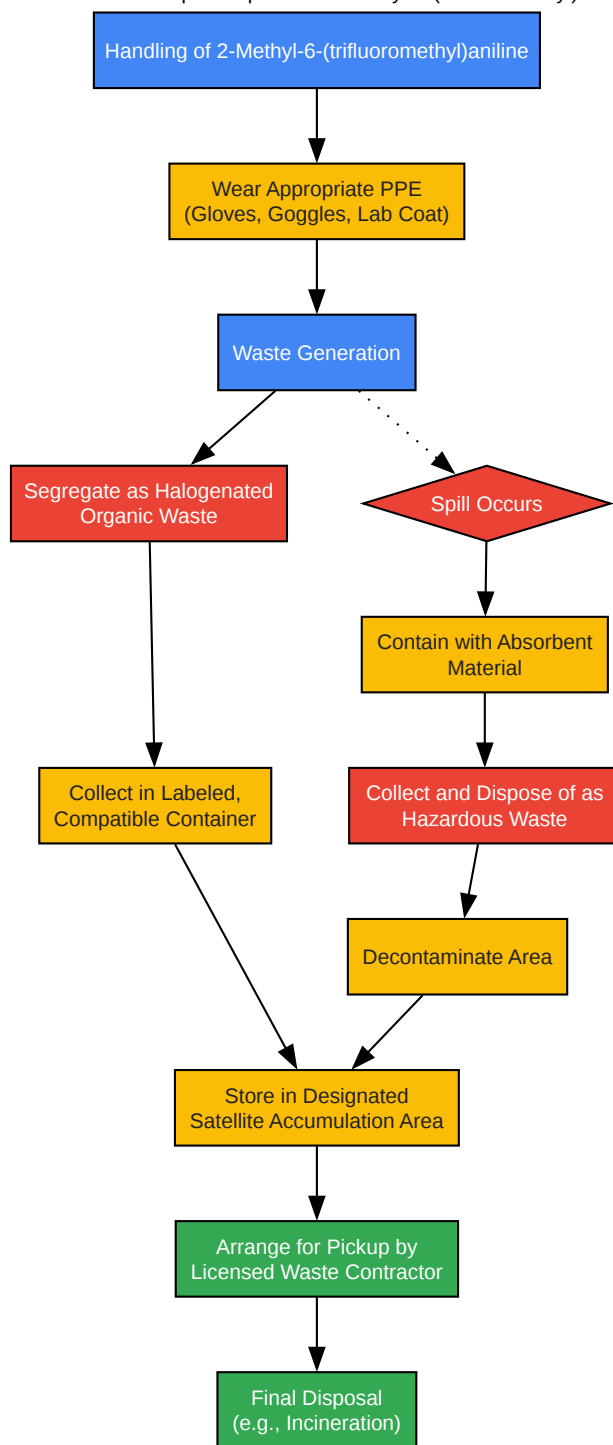 Handling of 2-Methyl-6-(trifluoromethyl)aniline
Wear Appropriate PPE
(Gloves, Goggles, Lab Coat)
Waste Generation
Segregate as Halogenated
Organic Waste
Spill Occurs
Contain with Absorbent
Material
Collect in Labeled,
Compatible Container
Collect and Dispose of as
Hazardous Waste
Decontaminate Area
Store in Designated
Satellite Accumulation Area
Arrange for Pickup by
Licensed Waste Contractor
Final Disposal
(e.g., Incineration)